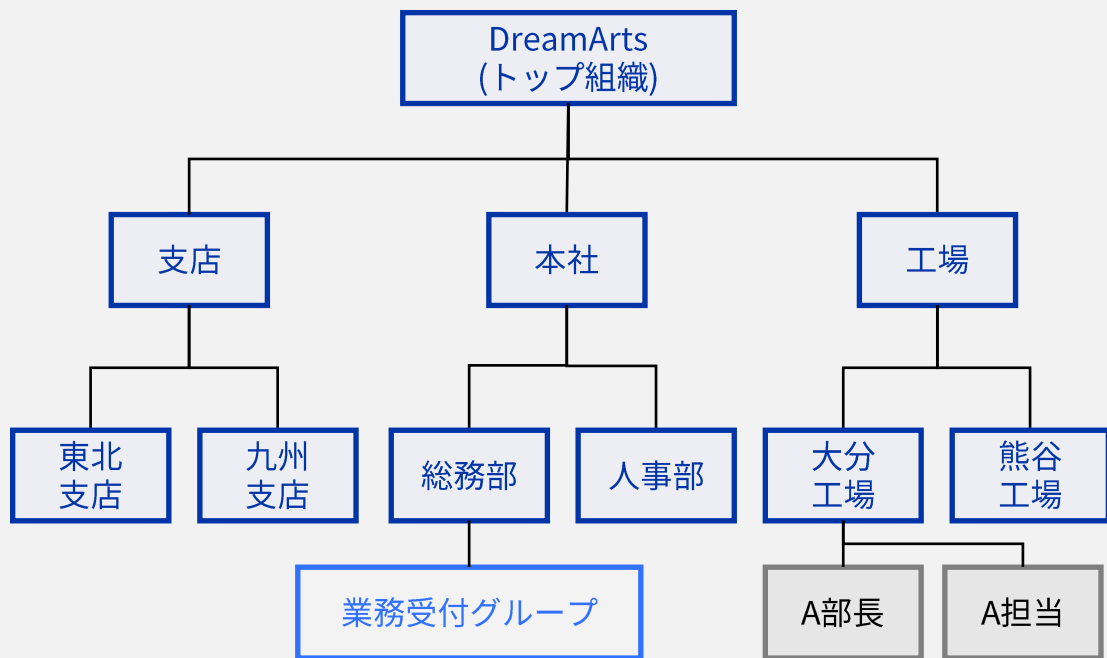 DreamArts
(トップ組織)
支店
本社
工場
東北
支店
九州
支店
総務部
人事部
大分
工場
熊谷
工場
業務受付グループ
A部長
A担当